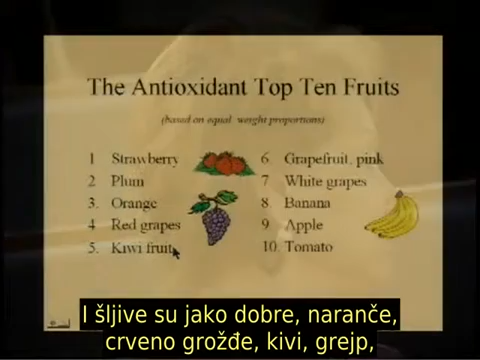 The Antioxidant Top Ten Fruits
(based on equal weight proportions)
1 Strawberry
2 Plum
3. Orange
4 Red grapes
5. Kiwi fruit
6. Grapefruit, pink
7 White grapes
8. Banana
9. Apple
10. Tomato
I šljive su jako dobre, naranče,
crveno grožđe, kivi, grejp,